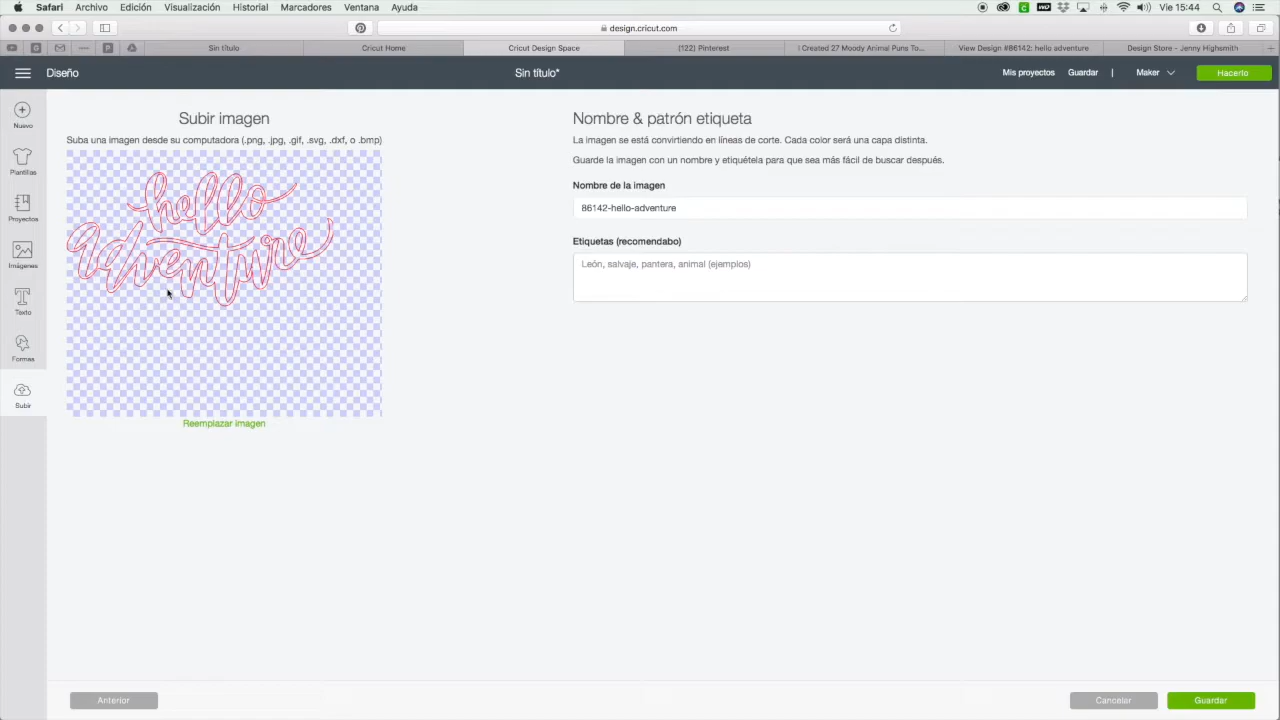 Safari Archivo Edición Visualización Historial Marcadores Ventana Ayuda
Vie 15:44
design.cricut.com
Sin título
Cricut Home
Cricut Design Space
(122) Pinterest
I Created 27 Moody Animal Puns To...
View Design #86142: hello adventure
Design Store - Jenny Highsmith
Diseño
Sin título*
Mis proyectos
Guardar
|
Maker
Hacerlo
Nuevo
Plantillas
Proyectos
Imágenes
Texto
Formas
Subir
Subir imagen
Suba una imagen desde su computadora (.png, .jpg, .gif, .svg, .dxf, o .bmp)
hello
adventure
Reemplazar imagen
Nombre & patrón etiqueta
La imagen se está convirtiendo en líneas de corte. Cada color será una capa distinta.
Guarde la imagen con un nombre y etiquétela para que sea más fácil de buscar después.
Nombre de la imagen
86142-hello-adventure
Etiquetas (recomendabo)
León, salvaje, pantera, animal (ejemplos)
Anterior
Cancelar
Guardar